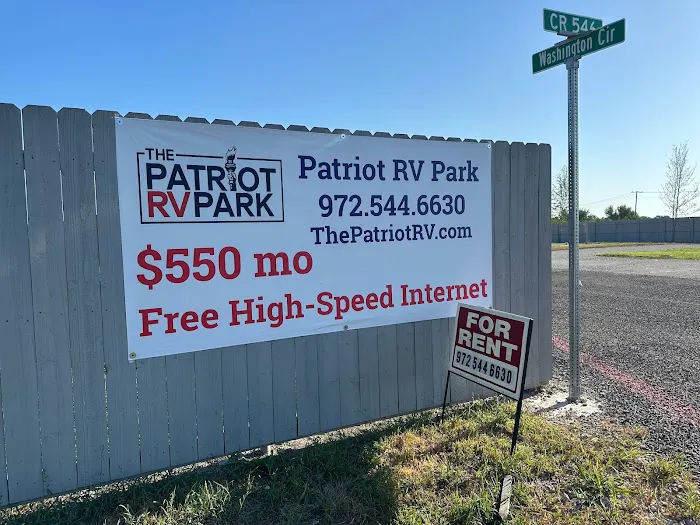 CR 546
Washington Cir
THE
PATRIOT
RV PARK
Patriot RV Park
972.544.6630
ThePatriotRV.com
$550 mo
Free High-Speed Internet
FOR
RENT
972 544 6630